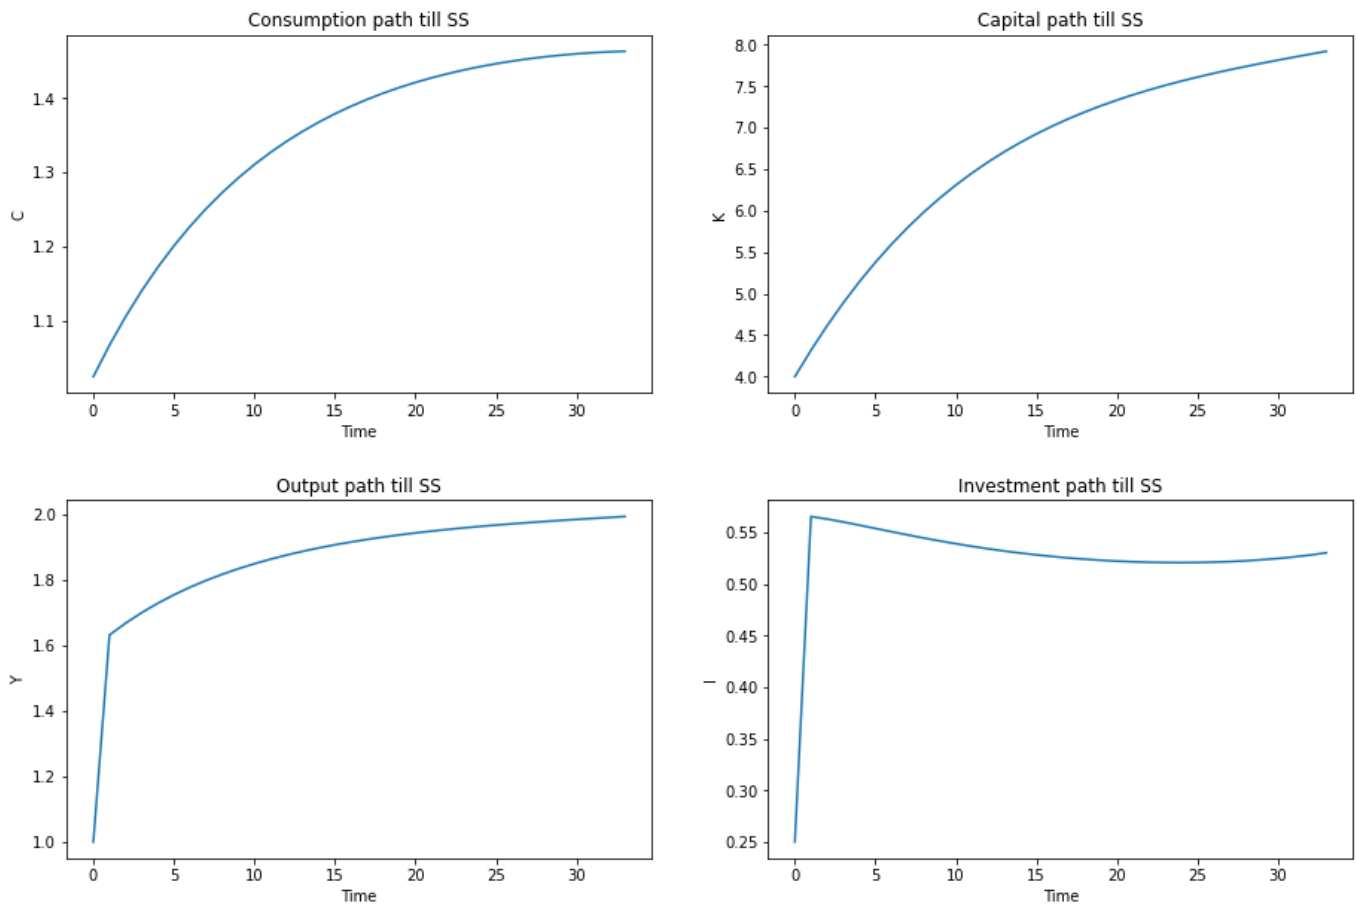 Consumption path till SS
C
1.4
1.3
1.2
1.1
0 5 10 15 20 25 30
Time
Capital path till SS
K
8.0
7.5
7.0
6.5
6.0
5.5
5.0
4.5
4.0
0 5 10 15 20 25 30
Time
Output path till SS
Y
2.0
1.8
1.6
1.4
1.2
1.0
0 5 10 15 20 25 30
Time
Investment path till SS
I
0.55
0.50
0.45
0.40
0.35
0.30
0.25
0 5 10 15 20 25 30
Time